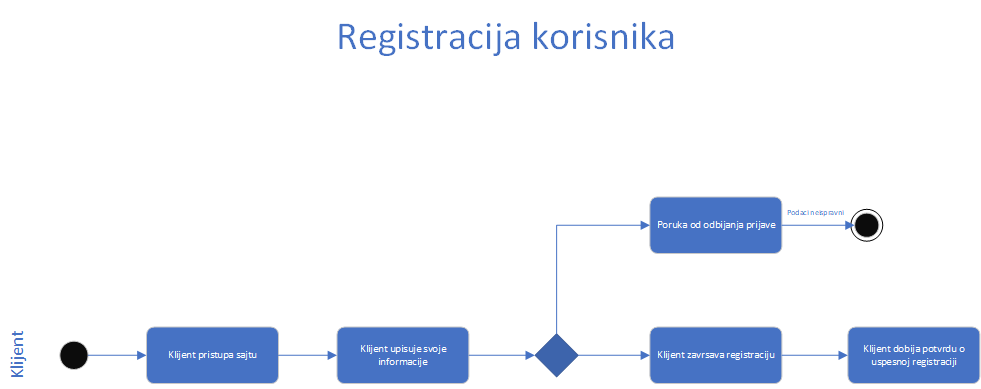 Registracija korisnika
Poruka od odbijanja prijave
Podaci neispravni
Klijent
Klijent pristupa sajtu
Klijent upisuje svoje
informacije
Klijent zavrsava registraciju
Klijent dobija potvrdu o
uspesnoj registraciji